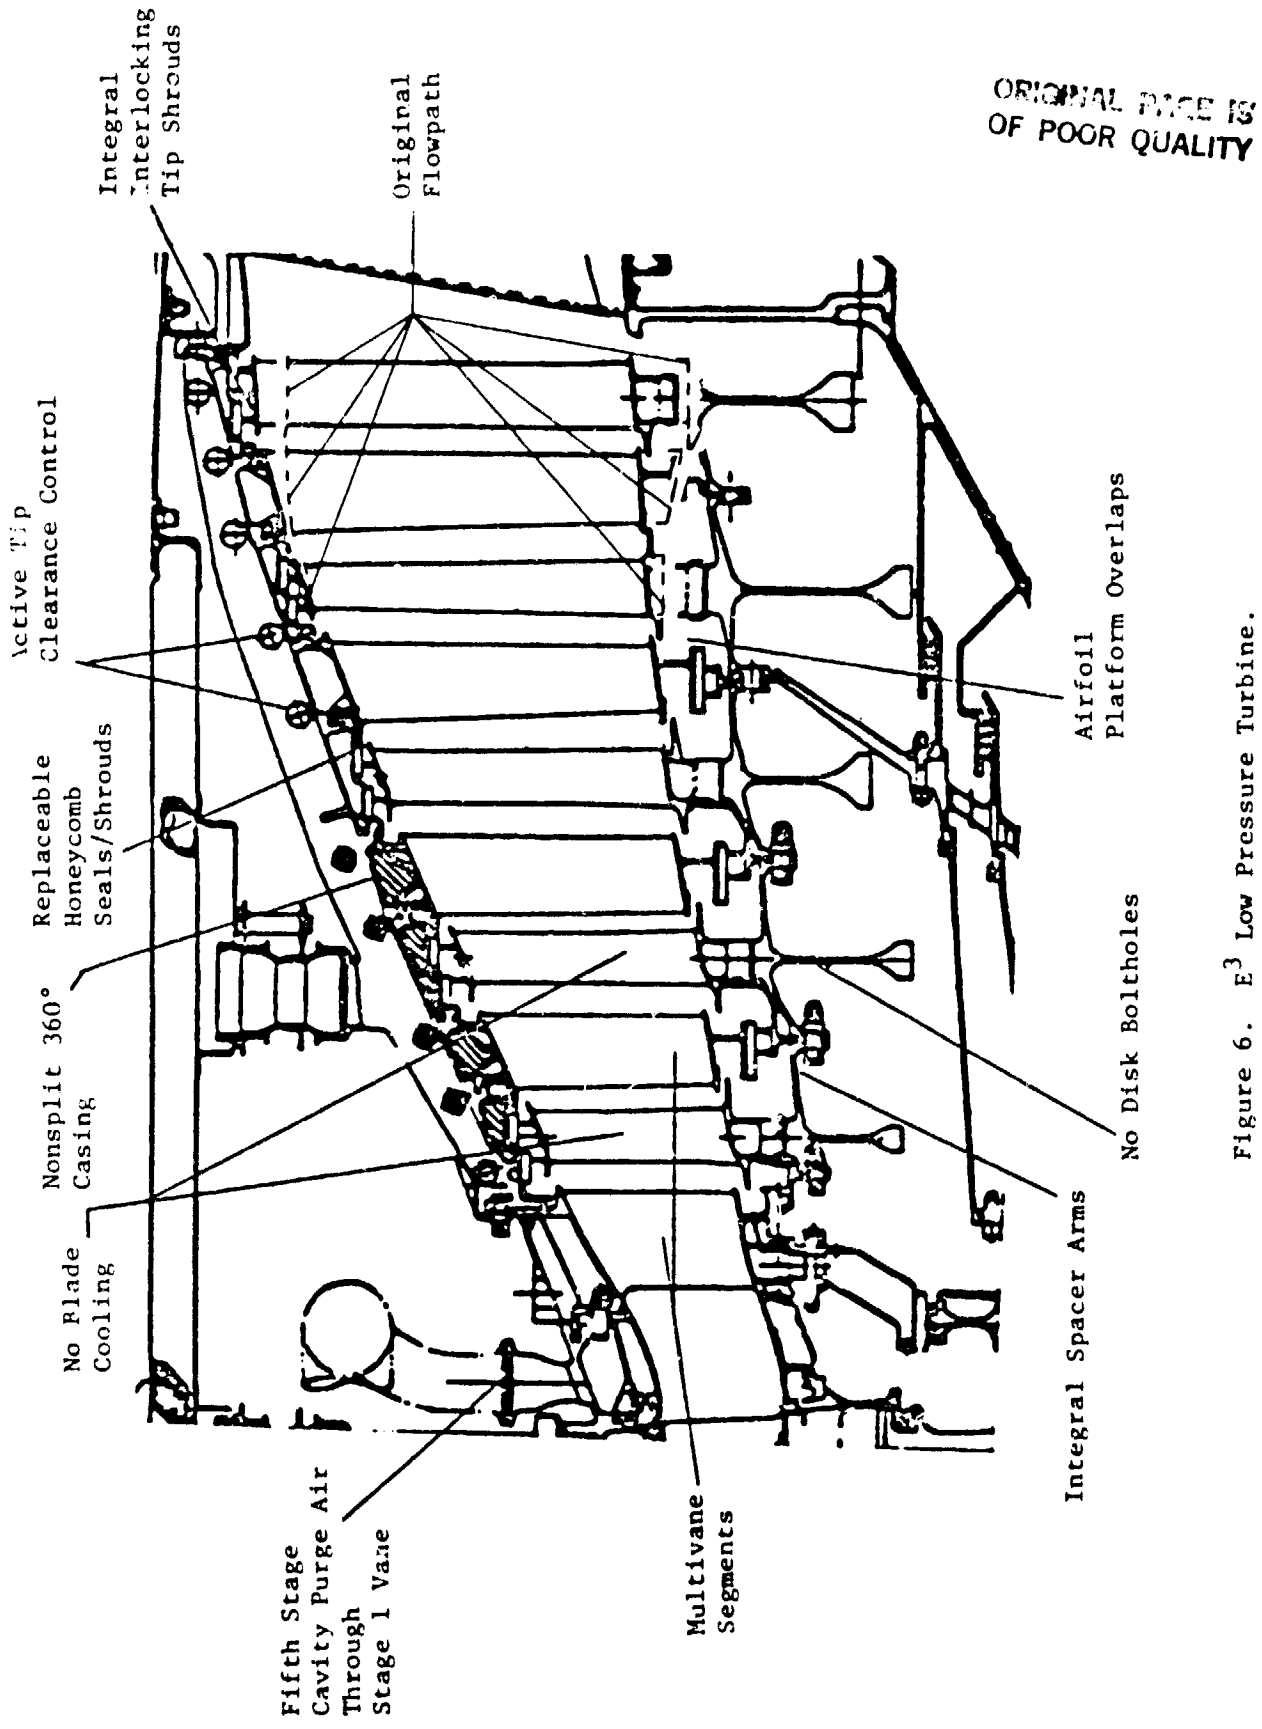 Fifth Stage
Cavity Purge Air
Through
Stage 1 Vane
No Blade
Cooling
Nonsplit 360°
Casing
Replaceable
Honeycomb
Seals/Shrouds
Active Tip
Clearance Control
Integral
Interlocking
Tip Shrouds
Original
Flowpath
Multivane
Segments
Integral Spacer Arms
No Disk Boltholes
Airfoil
Platform Overlaps
ORIGINAL PAGE IS
OF POOR QUALITY
Figure 6. E³ Low Pressure Turbine.